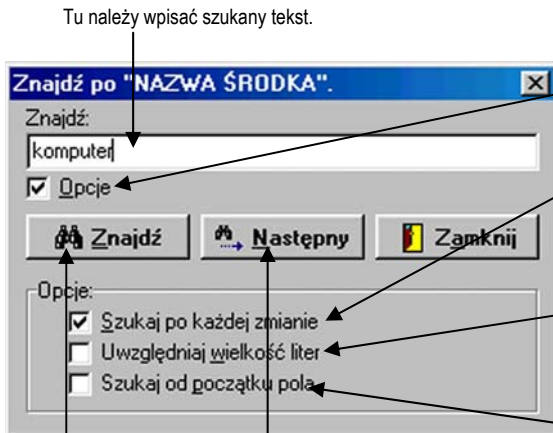 Tu należy wpisać szukany tekst.
Znajdź po "NAZWA ŚRODKA".
Znajdź:
komputer
Opcje
Znajdź Następny Zamknij
Opcje:
Szukaj po każdej zmianie
Uwzględniaj wielkość liter
Szukaj od początku pola